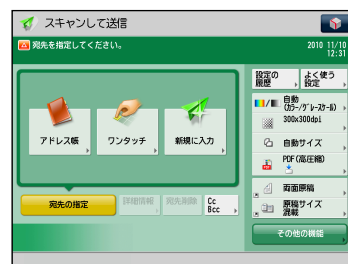 スキャンして送信
宛先を指定してください。
2010 11/10
12:31
設定の
履歴
よく使う
設定
自動
(カラー/グレースケール)
300x300dpi
アドレス帳
ワンタッチ
新規に入力
自動サイズ
PDF(高圧縮)
両面原稿
宛先の指定
詳細情報
宛先削除
Cc
Bcc
原稿サイズ
混載
その他の機能